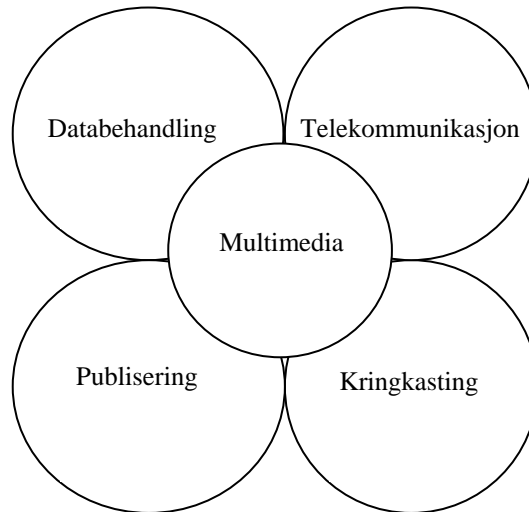 Databehandling
Telekommunikasjon
Multimedia
Publisering
Kringkasting